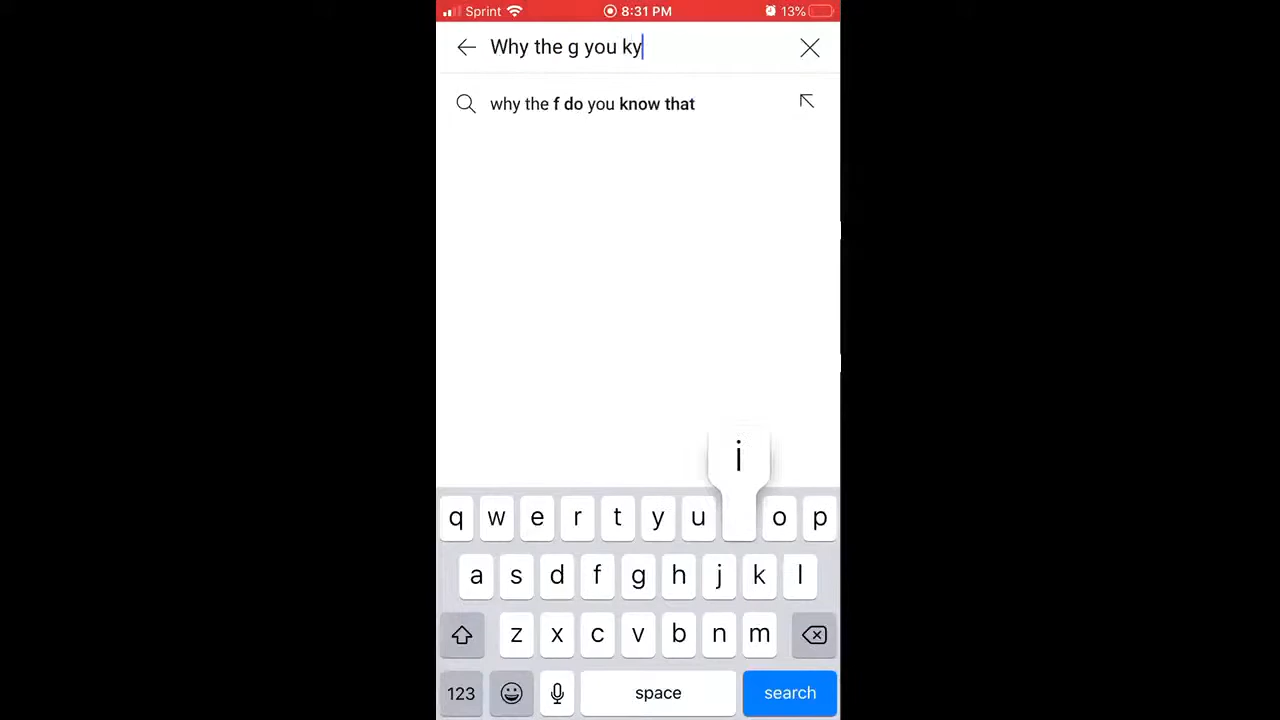 Sprint 8:31 PM 13%
Why the g you ky
why the f do you know that
i
q w e r t y u o p
a s d f g h j k l
z x c v b n m
123 space search